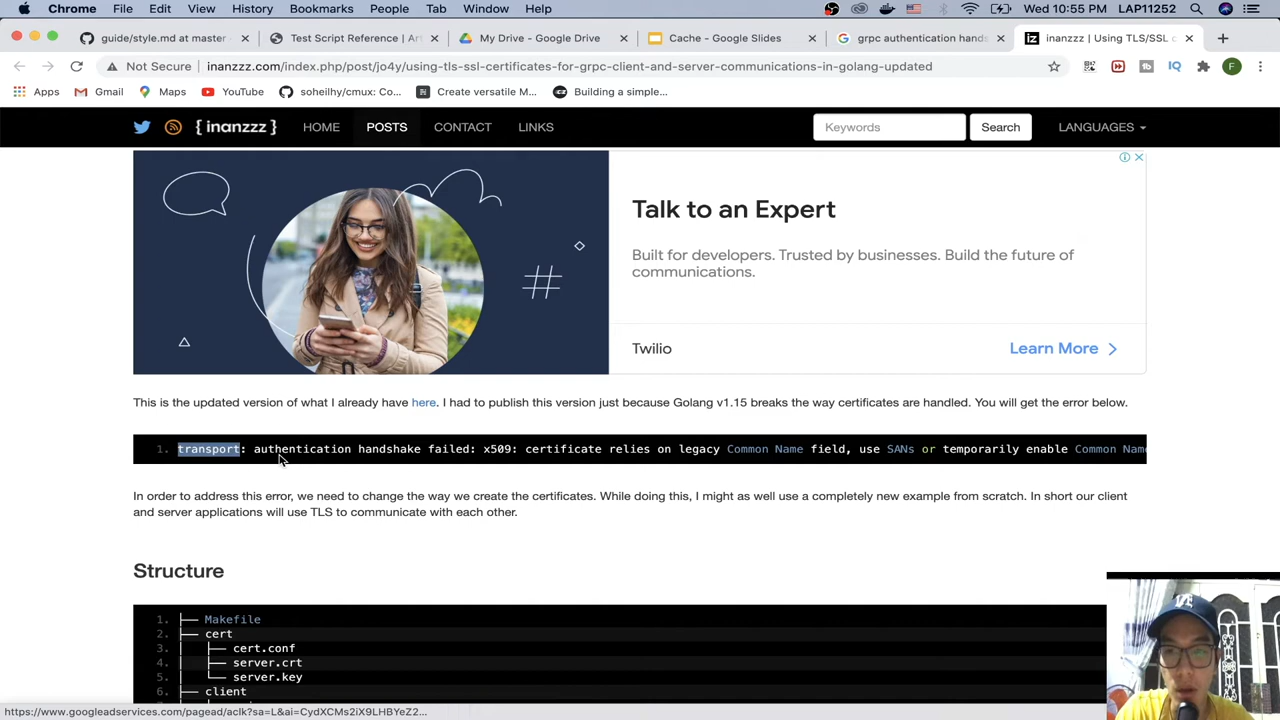 Chrome File Edit View History Bookmarks People Tab Window Help Wed 10:55 PM LAP11252
guide/style.md at master
Test Script Reference | Art
My Drive - Google Drive
Cache - Google Slides
grpc authentication hands
inanzzz | Using TLS/SSL c
Not Secure inanzzz.com/index.php/post/jo4y/using-tls-ssl-certificates-for-grpc-client-and-server-communications-in-golang-updated
Apps Gmail Maps YouTube soheilhy/cmux: Co... Create versatile M... Building a simple...
{ inanzzz } HOME POSTS CONTACT LINKS Keywords Search LANGUAGES
Talk to an Expert
Built for developers. Trusted by businesses. Build the future of
communications.
Twilio Learn More
This is the updated version of what I already have here. I had to publish this version just because Golang v1.15 breaks the way certificates are handled. You will get the error below.
1. transport: authentication handshake failed: x509: certificate relies on legacy Common Name field, use SANs or temporarily enable Common Nam
In order to address this error, we need to change the way we create the certificates. While doing this, I might as well use a completely new example from scratch. In short our client
and server applications will use TLS to communicate with each other.
Structure
1. ├── Makefile
2. ├── cert
3. │   ├── cert.conf
4. │   ├── server.crt
5. │   └── server.key
6. ├── client
https://www.googleadservices.com/pagead/aclk?sa=L&ai=CydXCMs2iX9LHBYeZ2...